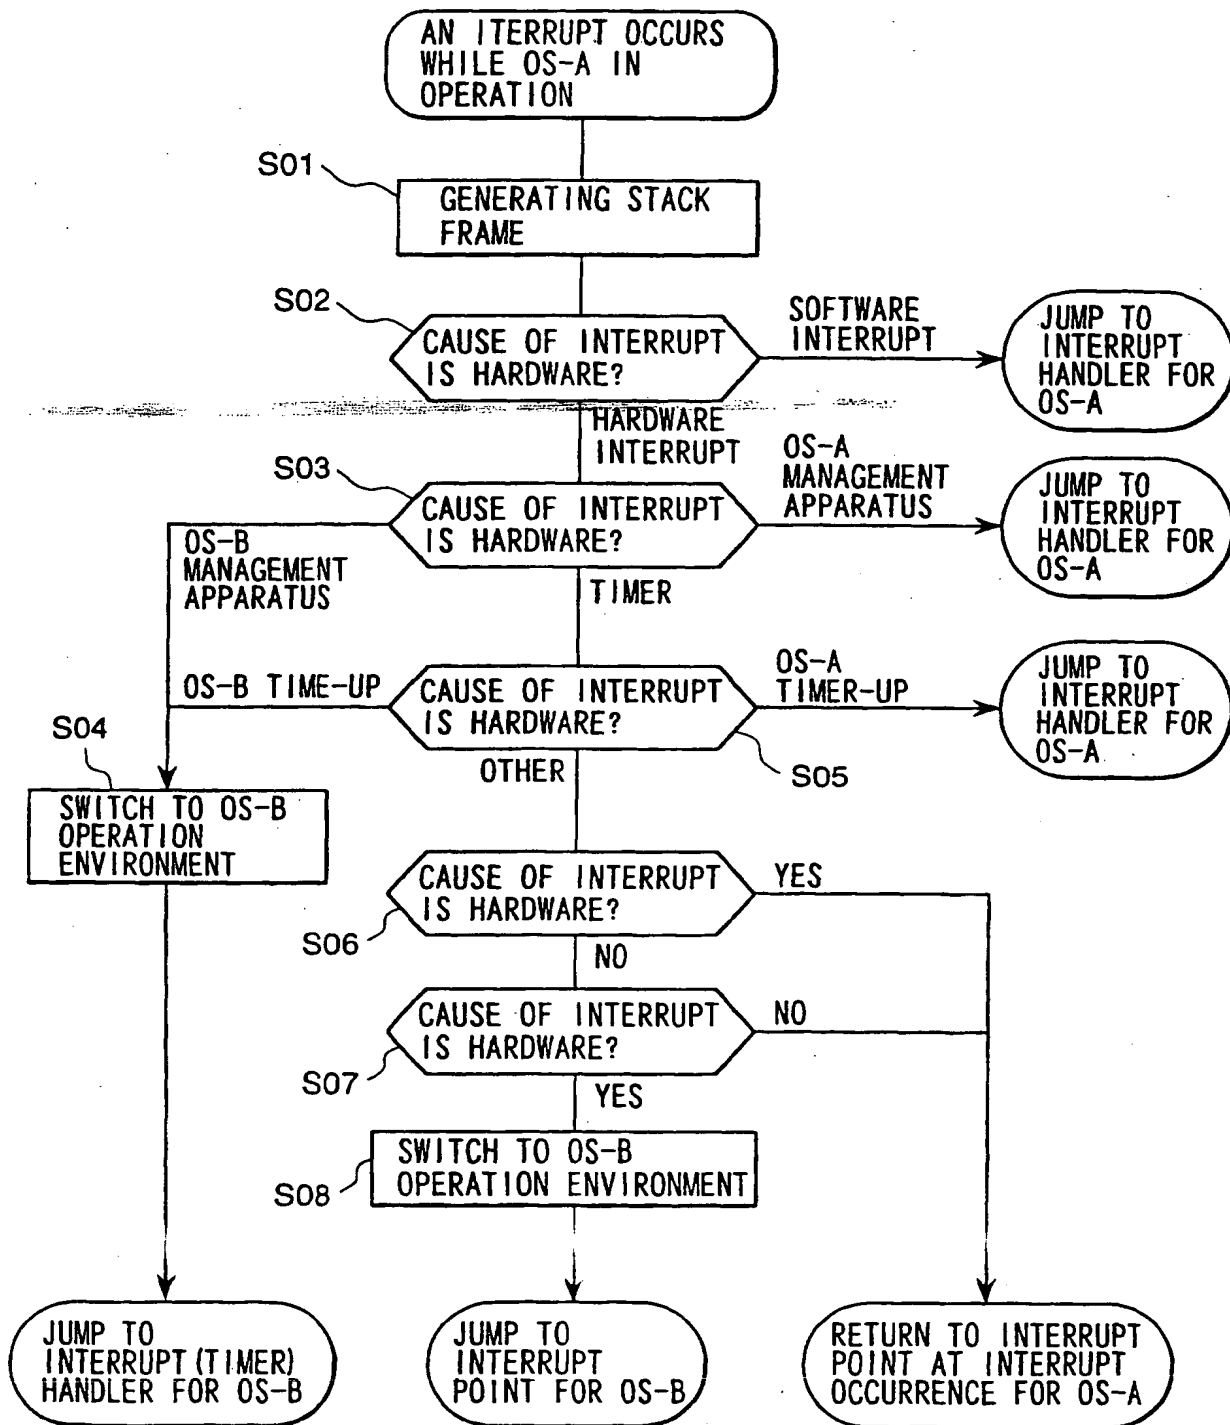 AN ITERRUPT OCCURS
WHILE OS-A IN
OPERATION
S01
GENERATING STACK
FRAME
S02
CAUSE OF INTERRUPT
IS HARDWARE?
SOFTWARE
INTERRUPT
JUMP TO
INTERRUPT
HANDLER FOR
OS-A
HARDWARE
INTERRUPT
S03
CAUSE OF INTERRUPT
IS HARDWARE?
OS-A
MANAGEMENT
APPARATUS
JUMP TO
INTERRUPT
HANDLER FOR
OS-A
OS-B
MANAGEMENT
APPARATUS
TIMER
OS-B TIME-UP
CAUSE OF INTERRUPT
IS HARDWARE?
OS-A
TIMER-UP
JUMP TO
INTERRUPT
HANDLER FOR
OS-A
S04
S05
OTHER
SWITCH TO OS-B
OPERATION
ENVIRONMENT
CAUSE OF INTERRUPT
IS HARDWARE?
YES
S06
NO
CAUSE OF INTERRUPT
IS HARDWARE?
NO
S07
YES
SWITCH TO OS-B
OPERATION ENVIRONMENT
S08
JUMP TO
INTERRUPT(TIMER)
HANDLER FOR OS-B
JUMP TO
INTERRUPT
POINT FOR OS-B
RETURN TO INTERRUPT
POINT AT INTERRUPT
OCCURRENCE FOR OS-A